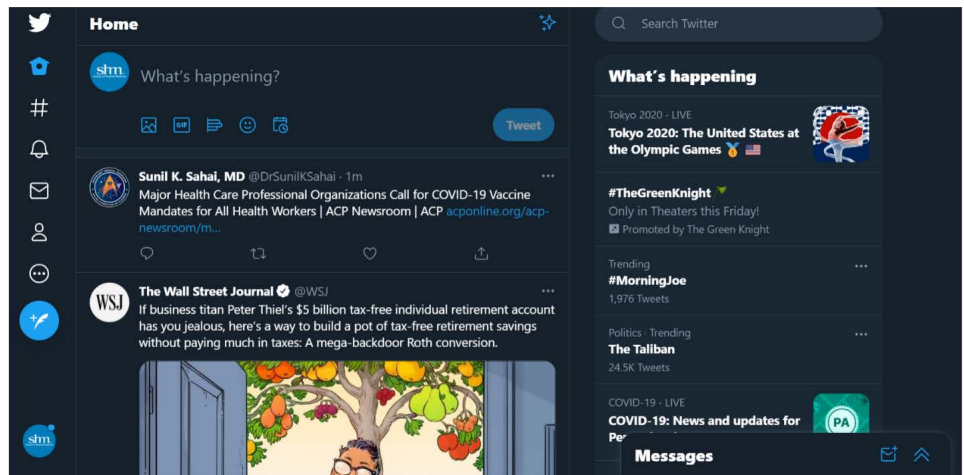 Home
shm.
What's happening?
GIF
Tweet
Sunil K. Sahai, MD @DrSunilKSahai · 1m
Major Health Care Professional Organizations Call for COVID-19 Vaccine
Mandates for All Health Workers | ACP Newsroom | ACP acponline.org/acp-
newsroom/m...
WSJ
The Wall Street Journal @WSJ
If business titan Peter Thiel's $5 billion tax-free individual retirement account
has you jealous, here's a way to build a pot of tax-free retirement savings
without paying much in taxes: A mega-backdoor Roth conversion.
shm.
Search Twitter
What's happening
Tokyo 2020 · LIVE
Tokyo 2020: The United States at
the Olympic Games 🥇 🇺🇸
#TheGreenKnight
Only in Theaters this Friday!
Promoted by The Green Knight
Trending
#MorningJoe
1,976 Tweets
Politics · Trending
The Taliban
24.5K Tweets
COVID-19 · LIVE
COVID-19: News and updates for
PA
Messages